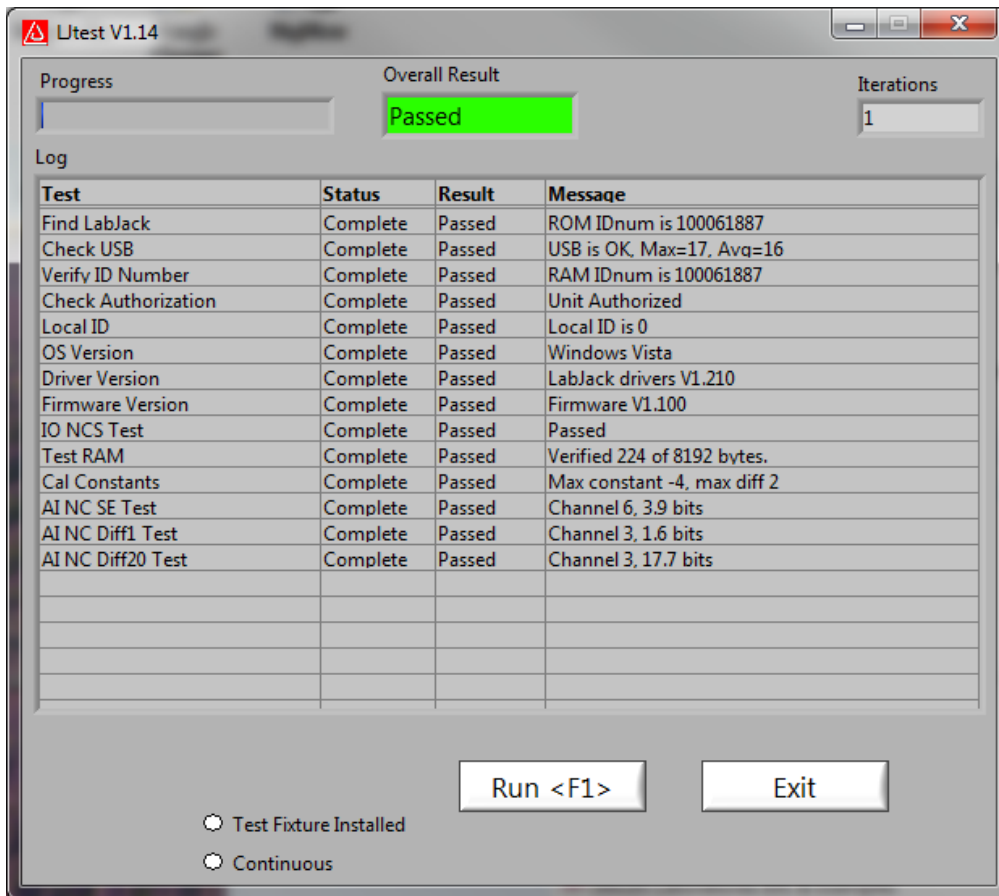 LJtest V1.14
Progress
Overall Result
Iterations
Passed
1
Log
Test Status Result Message
Find LabJack Complete Passed ROM IDnum is 100061887
Check USB Complete Passed USB is OK, Max=17, Avg=16
Verify ID Number Complete Passed RAM IDnum is 100061887
Check Authorization Complete Passed Unit Authorized
Local ID Complete Passed Local ID is 0
OS Version Complete Passed Windows Vista
Driver Version Complete Passed LabJack drivers V1.210
Firmware Version Complete Passed Firmware V1.100
IO NCS Test Complete Passed Passed
Test RAM Complete Passed Verified 224 of 8192 bytes.
Cal Constants Complete Passed Max constant -4, max diff 2
AI NC SE Test Complete Passed Channel 6, 3.9 bits
AI NC Diff1 Test Complete Passed Channel 3, 1.6 bits
AI NC Diff20 Test Complete Passed Channel 3, 17.7 bits
Run <F1> Exit
Test Fixture Installed
Continuous